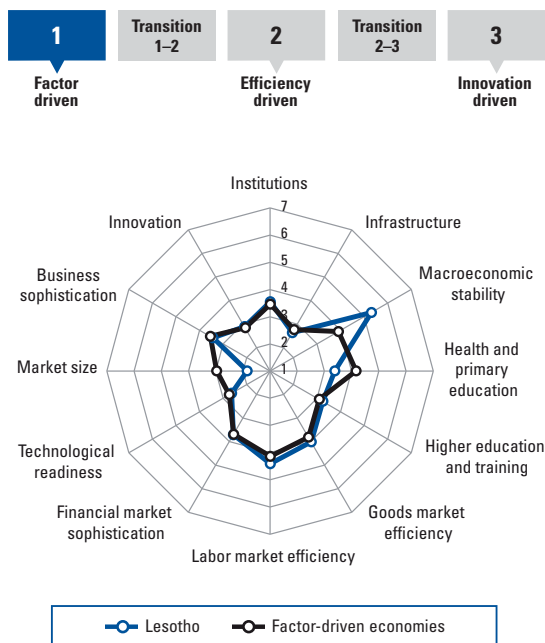 1
Transition
1–2
2
Transition
2–3
3
Factor
driven
Efficiency
driven
Innovation
driven
Institutions
7
6
5
4
3
2
1
Infrastructure
Macroeconomic
stability
Health and
primary
education
Higher education
and training
Goods market
efficiency
Labor market efficiency
Financial market
sophistication
Technological
readiness
Market size
Business
sophistication
Innovation
Lesotho
Factor-driven economies